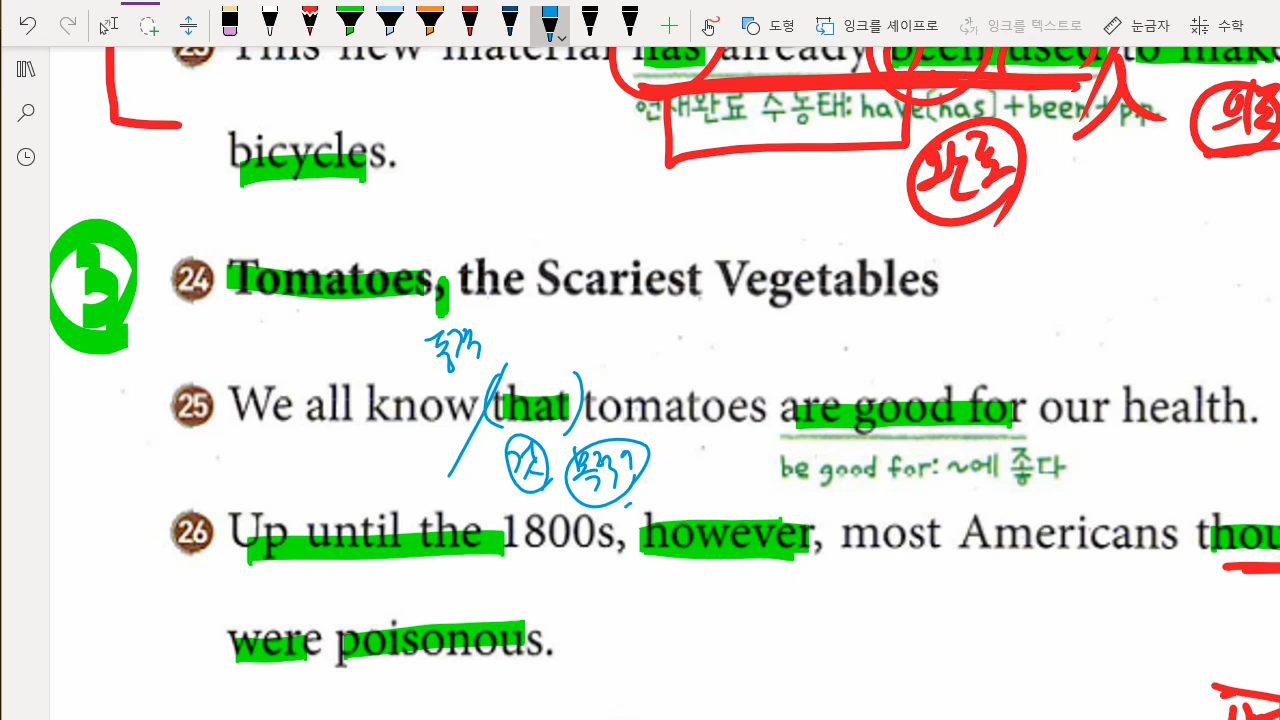 도형 잉크를 셰이프로 잉크를 텍스트로 눈금자 수학
23 This new material has already been used to make
현재완료 수동태: have[has]+been+p.p.
완료
bicycles.
24 Tomatoes, the Scariest Vegetables
동격
25 We all know (that) tomatoes are good for our health.
것 목적?
be good for: ~에 좋다
26 Up until the 1800s, however, most Americans thou
were poisonous.